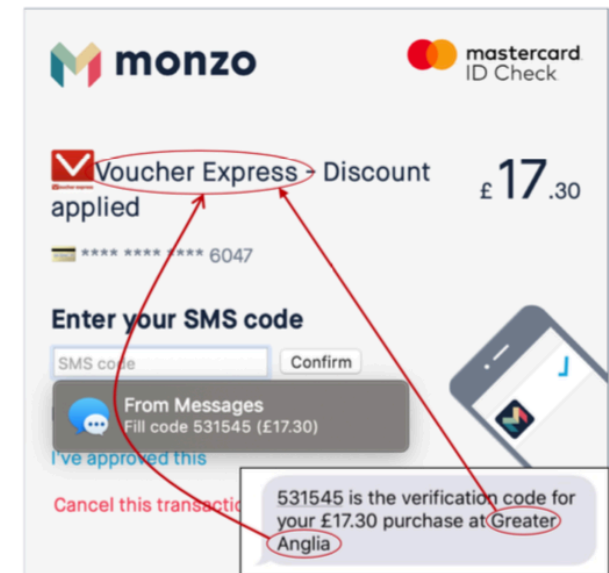 monzo
mastercard
ID Check
Voucher Express - Discount
applied
£17.30
**** **** **** 6047
Enter your SMS code
SMS code
Confirm
From Messages
Fill code 531545 (£17.30)
I've approved this
Cancel this transactio
531545 is the verification code for
your £17.30 purchase at Greater
Anglia